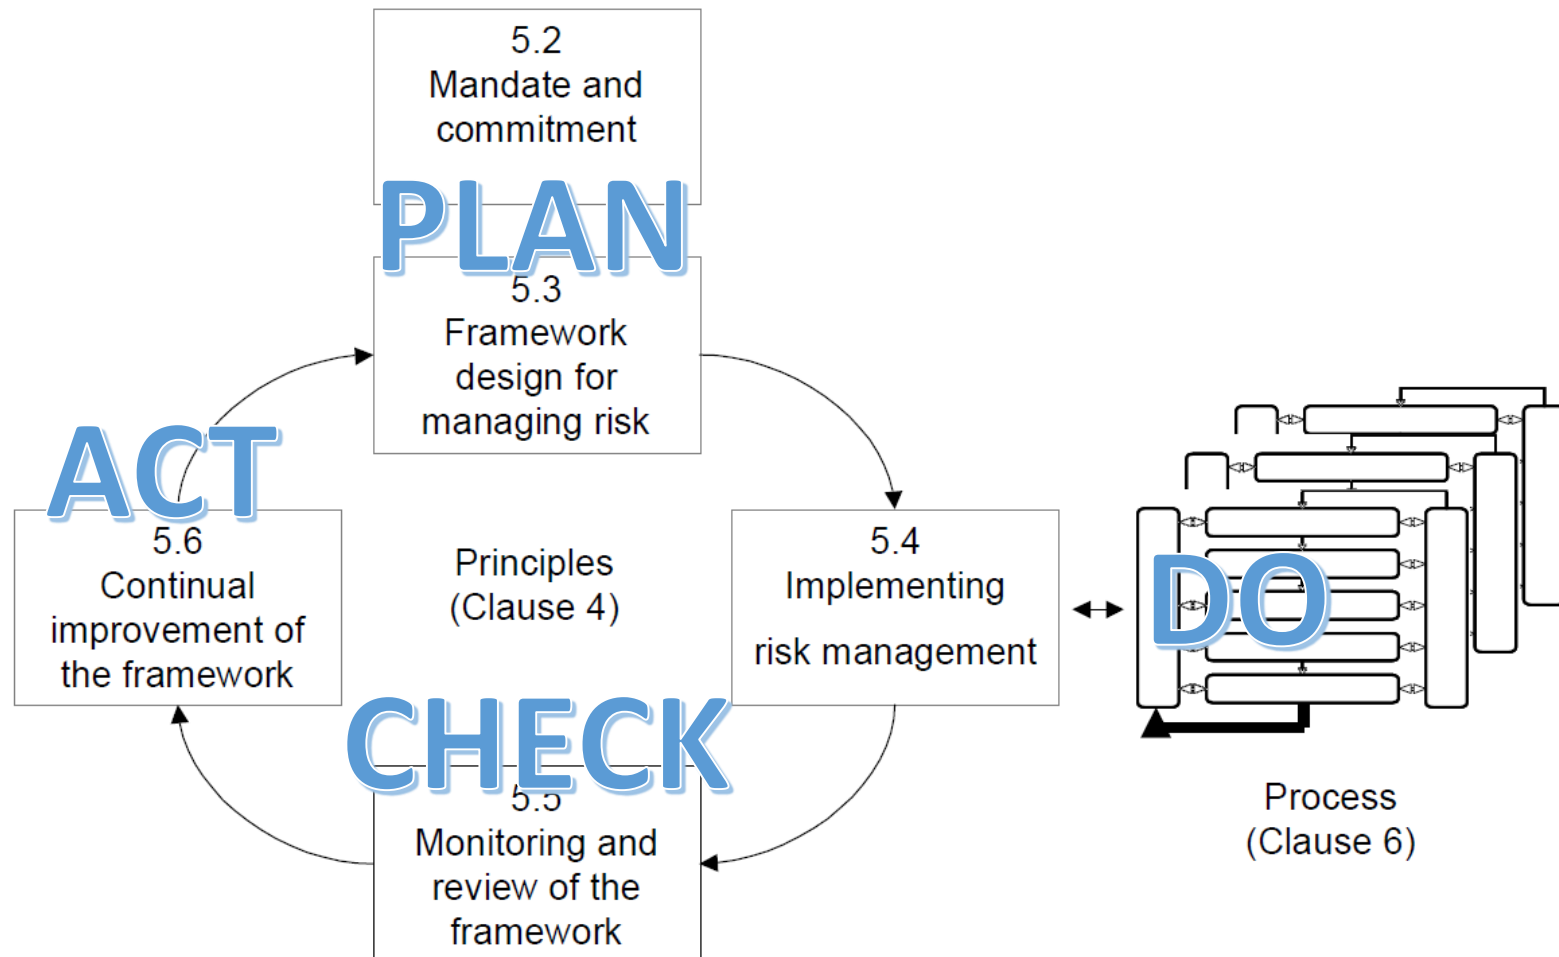 5.2
Mandate and
commitment
PLAN
5.3
Framework
design for
managing risk
ACT
5.6
Continual
improvement of
the framework
Principles
(Clause 4)
5.4
Implementing
risk management
DO
CHECK
5.5
Monitoring and
review of the
framework
Process
(Clause 6)